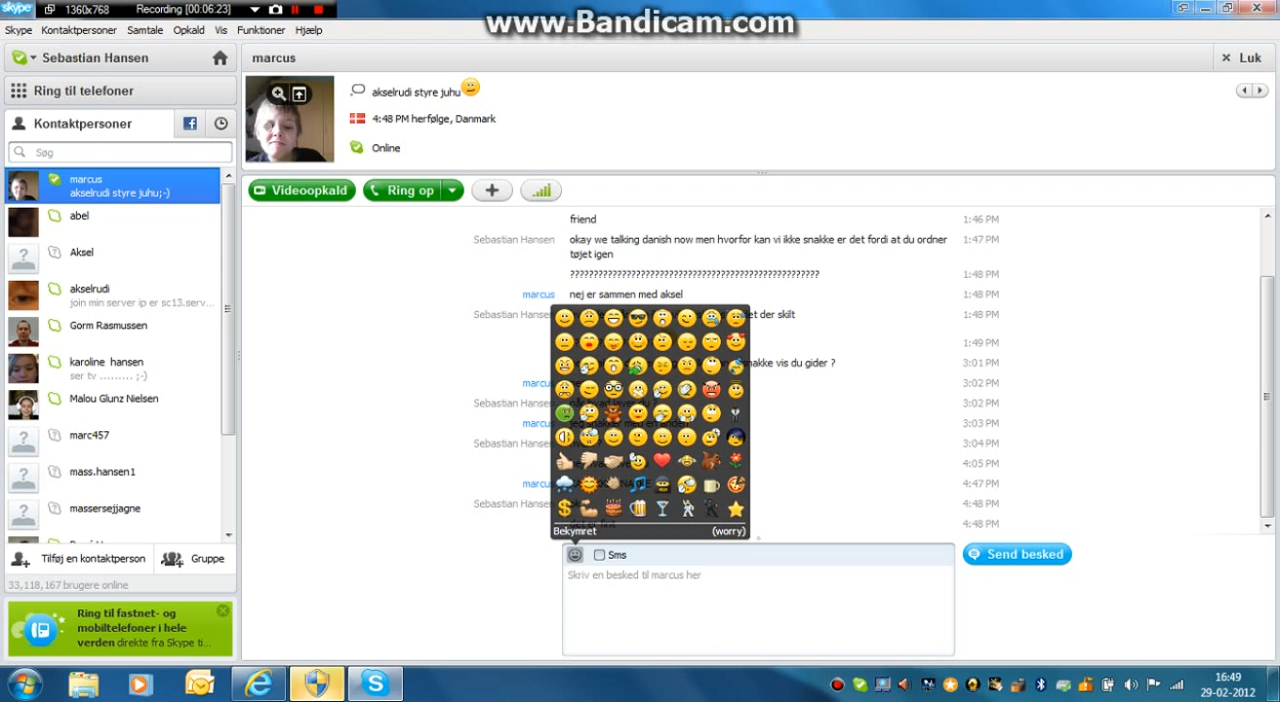 skype
1360x768
Recording [00:06:23]
www.Bandicam.com
Skype Kontaktpersoner Samtale Opkald Vis Funktioner Hjælp
Sebastian Hansen
marcus
Luk
Ring til telefoner
akselrudi styre juhu
Kontaktpersoner
4:48 PM herfølge, Danmark
Søg
Online
marcus
akselrudi styre juhu;-)
Videoopkald
Ring op
abel
friend
1:46 PM
Sebastian Hansen
okay we talking danish now men hvorfor kan vi ikke snakke er det fordi at du ordner
1:47 PM
Aksel
tøjet igen
????????????????????????????????????????????????????
1:48 PM
akselrudi
marcus
nej er sammen med aksel
1:48 PM
join min server ip er sc13.serv...
Sebastian Hansen
et der skilt
1:48 PM
Gorm Rasmussen
1:49 PM
karoline hansen
snakke vis du gider ?
3:01 PM
ser tv ......... ;-)
marcus
3:02 PM
Malou Glunz Nielsen
Sebastian Hansen
3:02 PM
marcus
3:03 PM
marc457
Sebastian Hansen
3:04 PM
4:05 PM
mass.hansen1
marcus
4:47 PM
massersejjagne
Sebastian Hansen
4:48 PM
det er fint
4:48 PM
Bekymret
(worry)
Tilføj en kontaktperson
Gruppe
Sms
Send besked
Skriv en besked til marcus her
33,118,167 brugere online
Ring til fastnet- og
mobiltelefoner i hele
verden direkte fra Skype ti...
16:49
29-02-2012